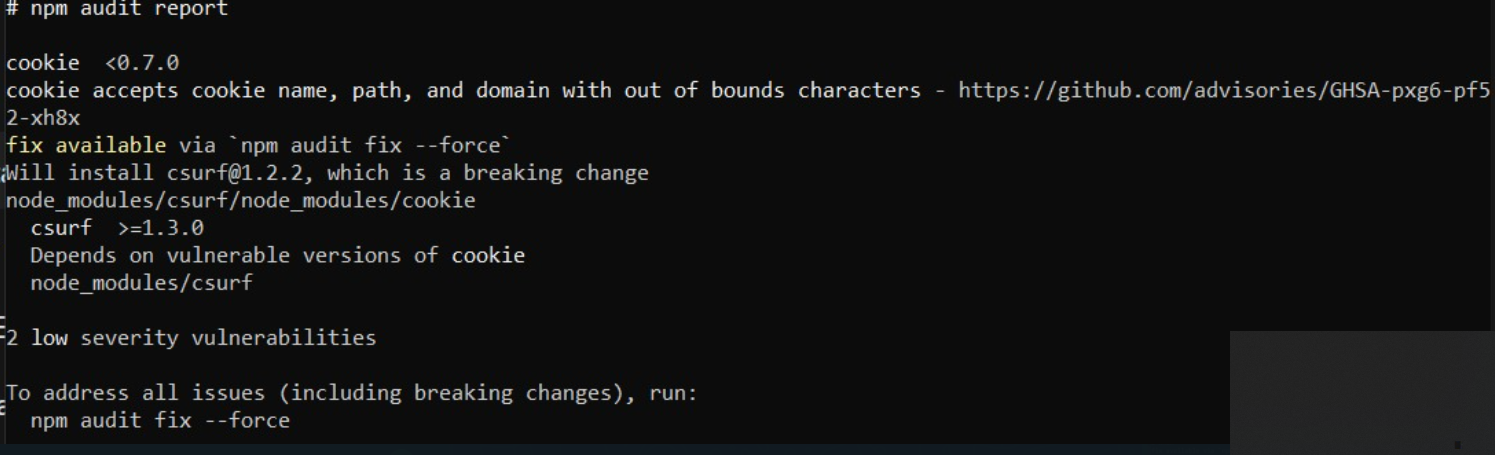 # npm audit report
cookie  <0.7.0
cookie accepts cookie name, path, and domain with out of bounds characters - https://github.com/advisories/GHSA-pxg6-pf5
2-xh8x
fix available via `npm audit fix --force`
Will install csurf@1.2.2, which is a breaking change
node_modules/csurf/node_modules/cookie
  csurf  >=1.3.0
  Depends on vulnerable versions of cookie
  node_modules/csurf
2 low severity vulnerabilities
To address all issues (including breaking changes), run:
  npm audit fix --force